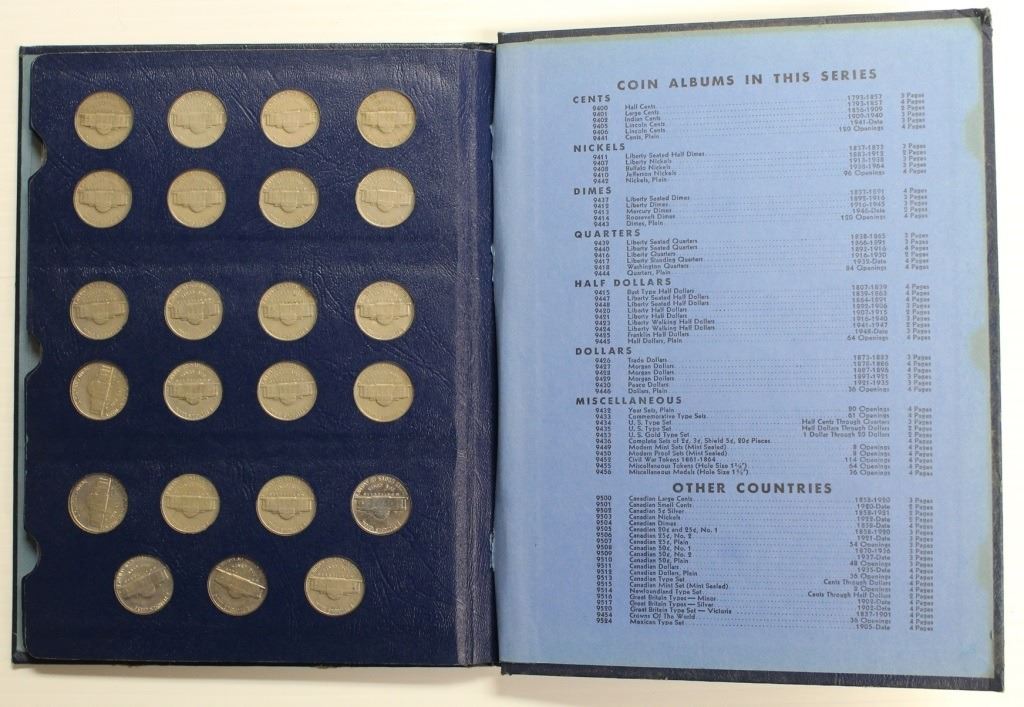 COIN ALBUMS IN THIS SERIES
CENTS
9400 Half Cents 1793-1857 3 Pages
9401 Large Cents 1793-1857 4 Pages
9402 Indian Cents 1856-1909 2 Pages
9405 Lincoln Cents 1909-1940 3 Pages
9406 Lincoln Cents 1941-Date 3 Pages
9441 Cents, Plain 120 Openings 4 Pages
NICKELS
9411 Liberty Seated Half Dimes 1837-1873 3 Pages
9407 Liberty Nickels 1883-1912 2 Pages
9408 Buffalo Nickels 1913-1938 3 Pages
9410 Jefferson Nickels 1938-1964 3 Pages
9442 Nickels, Plain 96 Openings 4 Pages
DIMES
9437 Liberty Seated Dimes 1837-1891 4 Pages
9412 Liberty Dimes 1892-1916 3 Pages
9413 Mercury Dimes 1916-1945 3 Pages
9414 Roosevelt Dimes 1946-Date 2 Pages
9443 Dimes, Plain 120 Openings 4 Pages
QUARTERS
9439 Liberty Seated Quarters 1838-1865 3 Pages
9440 Liberty Seated Quarters 1866-1891 3 Pages
9416 Liberty Quarters 1892-1916 4 Pages
9417 Liberty Standing Quarters 1916-1930 2 Pages
9418 Washington Quarters 1932-Date 4 Pages
9444 Quarters, Plain 84 Openings 4 Pages
HALF DOLLARS
9415 Bust Type Half Dollars 1807-1839 4 Pages
9447 Liberty Seated Half Dollars 1839-1863 4 Pages
9448 Liberty Seated Half Dollars 1864-1891 4 Pages
9420 Liberty Half Dollars 1892-1906 3 Pages
9421 Liberty Half Dollars 1907-1915 2 Pages
9423 Liberty Walking Half Dollars 1916-1940 3 Pages
9424 Liberty Walking Half Dollars 1941-1947 2 Pages
9425 Franklin Half Dollars 1948-Date 3 Pages
9445 Half Dollars, Plain 64 Openings 4 Pages
DOLLARS
9426 Trade Dollars 1873-1883 3 Pages
9427 Morgan Dollars 1878-1886 4 Pages
9428 Morgan Dollars 1887-1896 4 Pages
9429 Morgan Dollars 1897-1921 3 Pages
9430 Peace Dollars 1921-1935 3 Pages
9446 Dollars, Plain 36 Openings 4 Pages
MISCELLANEOUS
9432 Year Sets, Plain 80 Openings 4 Pages
9433 Commemorative Type Sets 61 Openings 4 Pages
9434 U. S. Type Set Half Cents Through Quarters 3 Pages
9435 U. S. Type Set Half Dollars Through Dollars 2 Pages
9453 U. S. Gold Type Set 1 Dollar Through 20 Dollars 2 Pages
9436 Complete Sets of 2¢, 3¢, Shield 5¢, 20¢ Pieces 4 Pages
9449 Modern Mint Sets (Mint Sealed) 8 Openings 4 Pages
9450 Modern Proof Sets (Mint Sealed) 8 Openings 4 Pages
9452 Civil War Tokens 1861-1864 114 Openings 4 Pages
9455 Miscellaneous Tokens (Hole Size 1⅛") 64 Openings 4 Pages
9456 Miscellaneous Medals (Hole Size 1½") 36 Openings 4 Pages
OTHER COUNTRIES
9500 Canadian Large Cents 1858-1920 3 Pages
9501 Canadian Small Cents 1920-Date 2 Pages
9502 Canadian 5¢ Silver 1858-1921 2 Pages
9503 Canadian Nickels 1922-Date 2 Pages
9504 Canadian Dimes 1858-Date
9505 Canadian 20¢ and 25¢, No. 1 1858-1920
9506 Canadian 25¢, No. 2 1921-Date
9507 Canadian 25¢, Plain 54 Openings
9508 Canadian 50¢, No. 1 1870-1936
9509 Canadian 50¢, No. 2 1937-Date
9510 Canadian 50¢, Plain 48 Openings
9511 Canadian Dollars 1935-Date
9512 Canadian Dollars, Plain 36 Openings 4 Pages
9513 Canadian Type Set Cents Through Dollars
9515 Canadian Mint Set (Mint Sealed) 8 Openings 4 Pages
9514 Newfoundland Type Set Cents Through Half Dollars
9516 Great Britain Types — Minor 1902-Date
9517 Great Britain Types — Silver 1902-Date
9520 Great Britain Type Set — Victoria 1837-1901
9454 Crowns Of The World 36 Openings 4 Pages
9524 Mexican Type Set 1905-Date 4 Pages